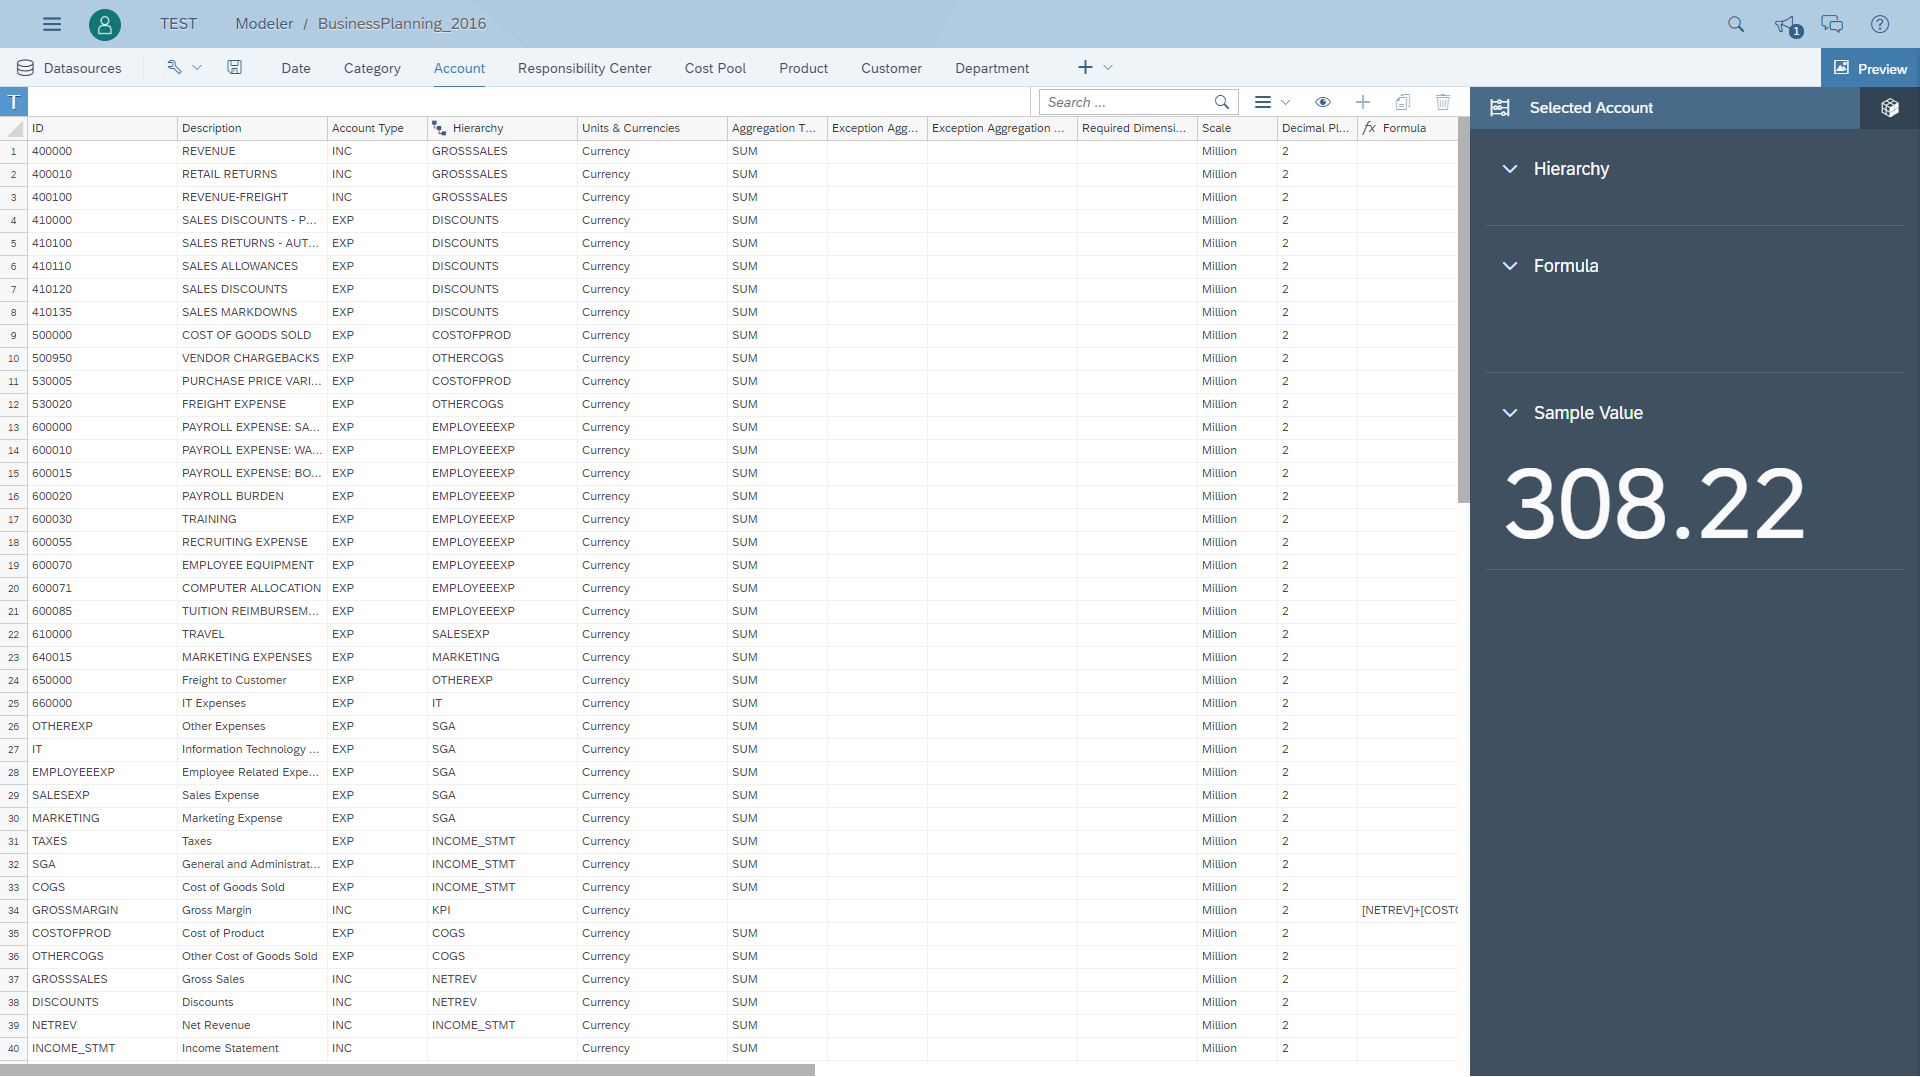 TEST Modeler / BusinessPlanning_2016 1
Datasources Date Category Account Responsibility Center Cost Pool Product Customer Department Preview
T Search ... Selected Account
ID Description Account Type Hierarchy Units & Currencies Aggregation T... Exception Agg... Exception Aggregation ... Required Dimensi... Scale Decimal Pl... fx Formula
1 400000 REVENUE INC GROSSSALES Currency SUM Million 2
2 400010 RETAIL RETURNS INC GROSSSALES Currency SUM Million 2
3 400100 REVENUE-FREIGHT INC GROSSSALES Currency SUM Million 2
4 410000 SALES DISCOUNTS - P... EXP DISCOUNTS Currency SUM Million 2
5 410100 SALES RETURNS - AUT... EXP DISCOUNTS Currency SUM Million 2
6 410110 SALES ALLOWANCES EXP DISCOUNTS Currency SUM Million 2
7 410120 SALES DISCOUNTS EXP DISCOUNTS Currency SUM Million 2
8 410135 SALES MARKDOWNS EXP DISCOUNTS Currency SUM Million 2
9 500000 COST OF GOODS SOLD EXP COSTOFPROD Currency SUM Million 2
10 500950 VENDOR CHARGEBACKS EXP OTHERCOGS Currency SUM Million 2
11 530005 PURCHASE PRICE VARI... EXP COSTOFPROD Currency SUM Million 2
12 530020 FREIGHT EXPENSE EXP OTHERCOGS Currency SUM Million 2
13 600000 PAYROLL EXPENSE: SA... EXP EMPLOYEEEXP Currency SUM Million 2
14 600010 PAYROLL EXPENSE: WA... EXP EMPLOYEEEXP Currency SUM Million 2
15 600015 PAYROLL EXPENSE: BO... EXP EMPLOYEEEXP Currency SUM Million 2
16 600020 PAYROLL BURDEN EXP EMPLOYEEEXP Currency SUM Million 2
17 600030 TRAINING EXP EMPLOYEEEXP Currency SUM Million 2
18 600055 RECRUITING EXPENSE EXP EMPLOYEEEXP Currency SUM Million 2
19 600070 EMPLOYEE EQUIPMENT EXP EMPLOYEEEXP Currency SUM Million 2
20 600071 COMPUTER ALLOCATION EXP EMPLOYEEEXP Currency SUM Million 2
21 600085 TUITION REIMBURSEM... EXP EMPLOYEEEXP Currency SUM Million 2
22 610000 TRAVEL EXP SALESEXP Currency SUM Million 2
23 640015 MARKETING EXPENSES EXP MARKETING Currency SUM Million 2
24 650000 Freight to Customer EXP OTHEREXP Currency SUM Million 2
25 660000 IT Expenses EXP IT Currency SUM Million 2
26 OTHEREXP Other Expenses EXP SGA Currency SUM Million 2
27 IT Information Technology ... EXP SGA Currency SUM Million 2
28 EMPLOYEEEXP Employee Related Expe... EXP SGA Currency SUM Million 2
29 SALESEXP Sales Expense EXP SGA Currency SUM Million 2
30 MARKETING Marketing Expense EXP SGA Currency SUM Million 2
31 TAXES Taxes EXP INCOME_STMT Currency SUM Million 2
32 SGA General and Administrat... EXP INCOME_STMT Currency SUM Million 2
33 COGS Cost of Goods Sold EXP INCOME_STMT Currency SUM Million 2
34 GROSSMARGIN Gross Margin INC KPI Currency Million 2 [NETREV]+[COSTO
35 COSTOFPROD Cost of Product EXP COGS Currency SUM Million 2
36 OTHERCOGS Other Cost of Goods Sold EXP COGS Currency SUM Million 2
37 GROSSSALES Gross Sales INC NETREV Currency SUM Million 2
38 DISCOUNTS Discounts INC NETREV Currency SUM Million 2
39 NETREV Net Revenue INC INCOME_STMT Currency SUM Million 2
40 INCOME_STMT Income Statement INC Currency SUM Million 2
Hierarchy
Formula
Sample Value
308.22